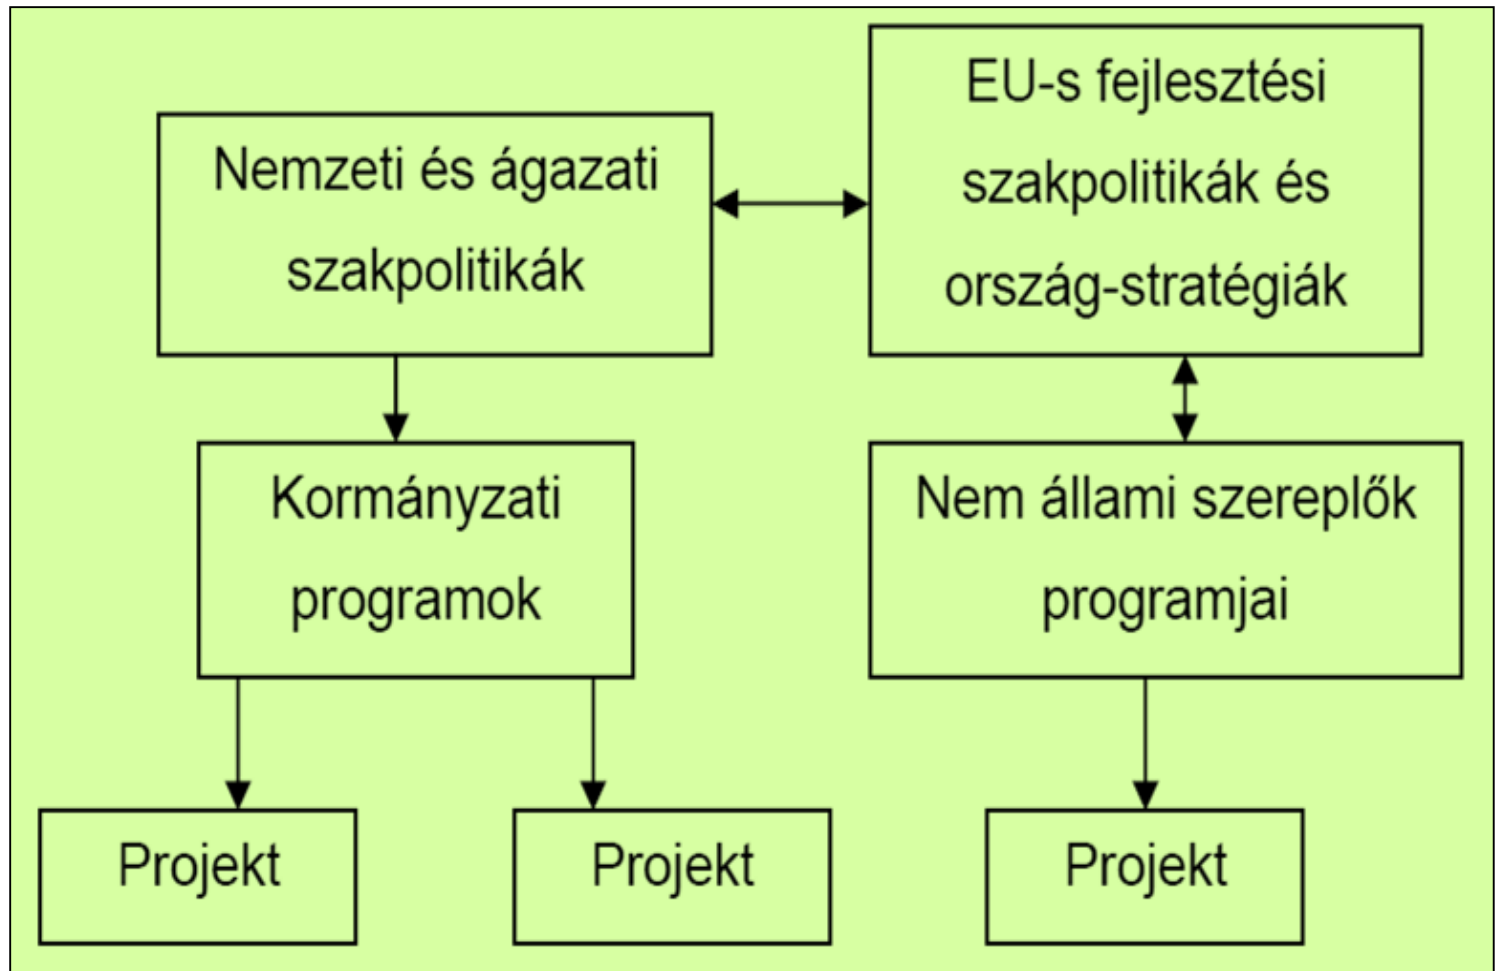 Nemzeti és ágazati
szakpolitikák
EU-s fejlesztési
szakpolitikák és
ország-stratégiák
Kormányzati
programok
Nem állami szereplők
programjai
Projekt
Projekt
Projekt